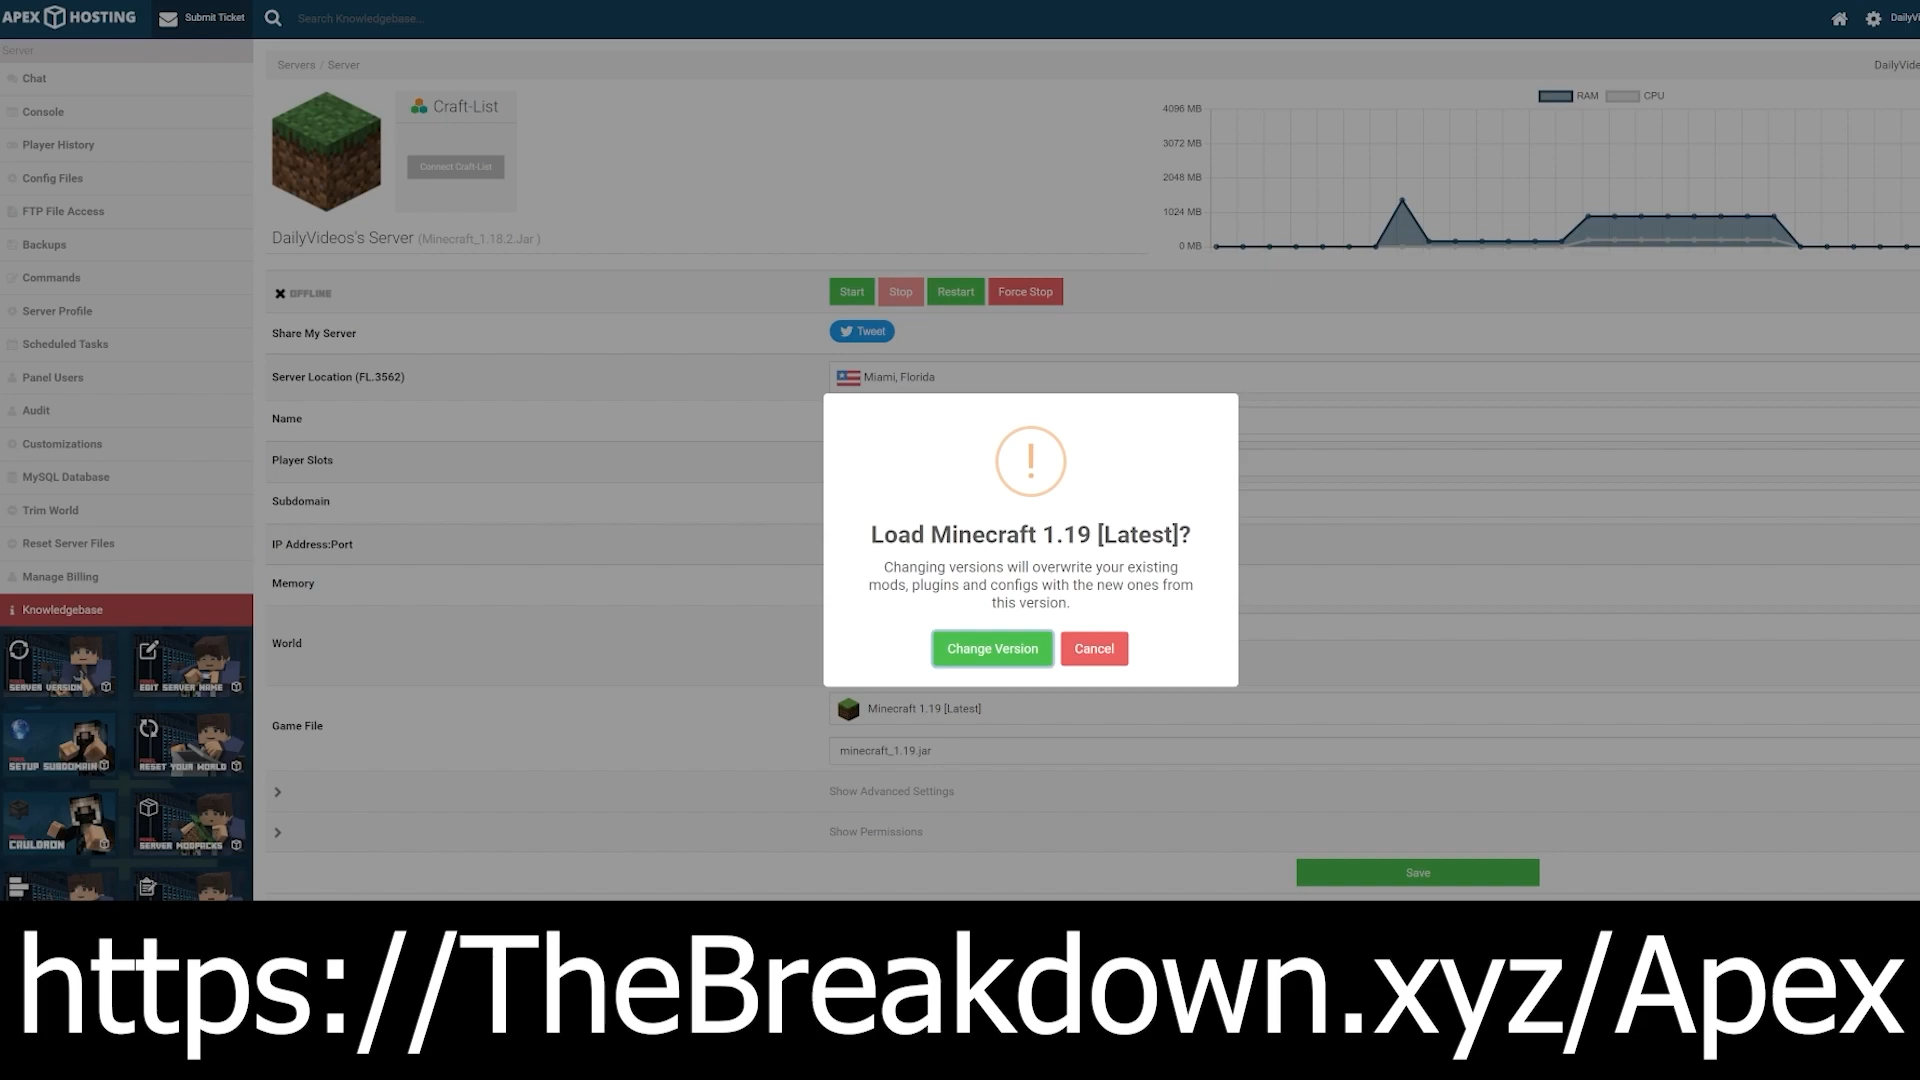 APEX HOSTING
Submit Ticket
Search Knowledgebase...
DailyVi
Server
Chat
Console
Player History
Config Files
FTP File Access
Backups
Commands
Server Profile
Scheduled Tasks
Panel Users
Audit
Customizations
MySQL Database
Trim World
Reset Server Files
Manage Billing
Knowledgebase
SERVER VERSION
EDIT SERVER NAME
SETUP SUBDOMAIN
RESET YOUR WORLD
CAULDRON
SERVER MODPACKS
Servers / Server
DailyVide
Craft-List
Connect Craft-List
DailyVideos's Server (Minecraft_1.18.2.Jar )
RAM CPU
4096 MB
3072 MB
2048 MB
1024 MB
0 MB
OFFLINE
Start Stop Restart Force Stop
Share My Server
Tweet
Server Location (FL.3562)
Miami, Florida
Name
Player Slots
Subdomain
IP Address:Port
Memory
World
Load Minecraft 1.19 [Latest]?
Changing versions will overwrite your existing
mods, plugins and configs with the new ones from
this version.
Change Version Cancel
Game File
Minecraft 1.19 [Latest]
minecraft_1.19.jar
Show Advanced Settings
Show Permissions
Save
https://TheBreakdown.xyz/Apex